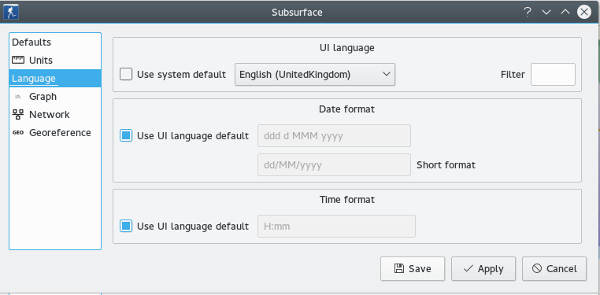 Subsurface
Defaults
Units
Language
Graph
Network
GEO Georeference
UI language
Use system default English (UnitedKingdom) Filter
Date format
Use UI language default ddd d MMM yyyy
dd/MM/yyyy Short format
Time format
Use UI language default H:mm
Save Apply Cancel